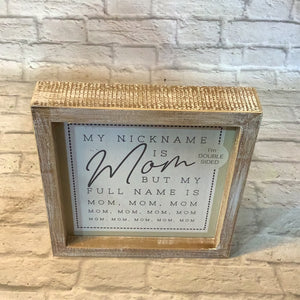 MY NICKNAME
IS
Mom
BUT MY
FULL NAME IS
MOM, MOM, MOM
MOM, MOM, MOM, MOM
MOM, MOM, MOM, MOM, MOM
I'm
DOUBLE
SIDED